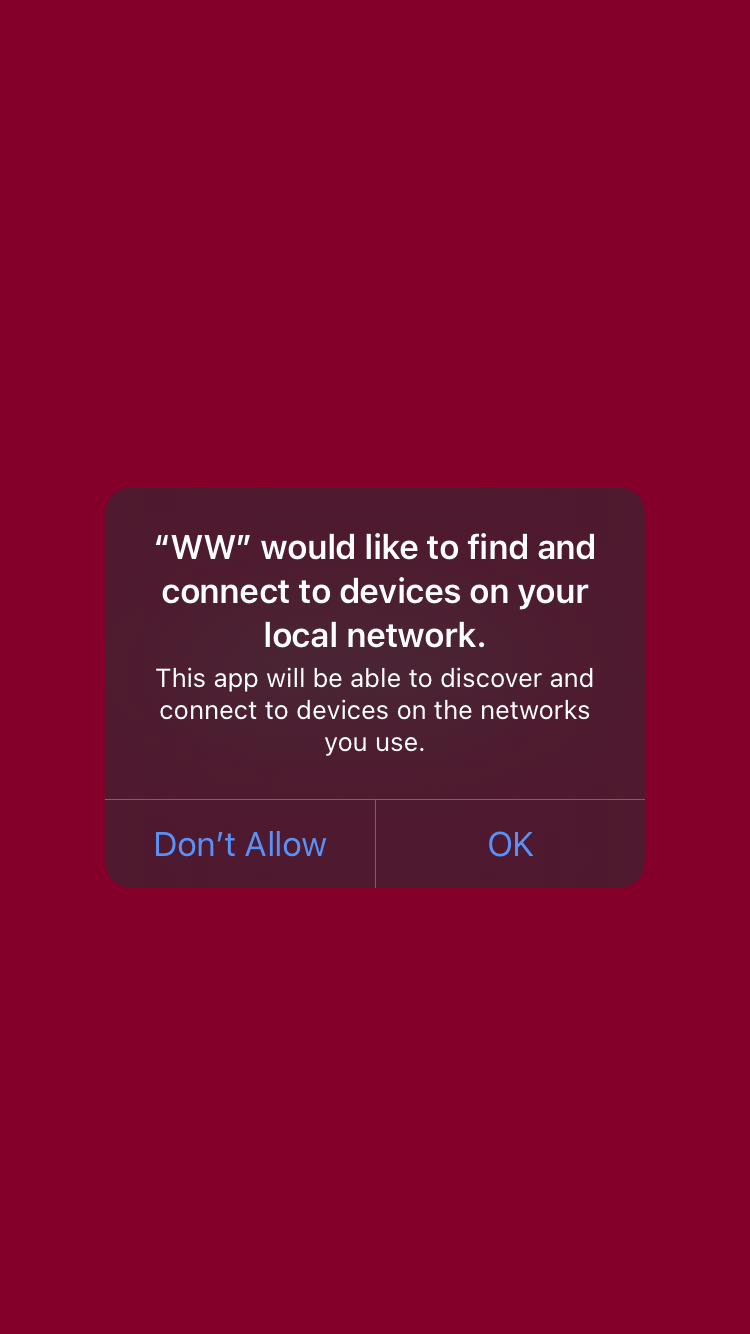 “WW” would like to find and
connect to devices on your
local network.
This app will be able to discover and
connect to devices on the networks
you use.
Don’t Allow
OK